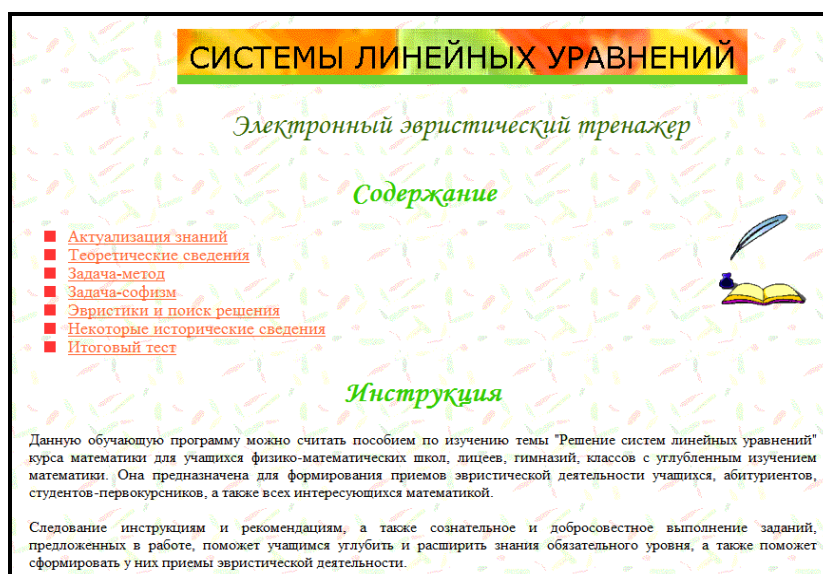 СИСТЕМЫ ЛИНЕЙНЫХ УРАВНЕНИЙ
Электронный эвристический тренажер
Содержание
Актуализация знаний
Теоретические сведения
Задача-метод
Задача-софизм
Эвристики и поиск решения
Некоторые исторические сведения
Итоговый тест
Инструкция
Данную обучающую программу можно считать пособием по изучению темы "Решение систем линейных уравнений"
курса математики для учащихся физико-математических школ, лицеев, гимназий, классов с углубленным изучением
математики. Она предназначена для формирования приемов эвристической деятельности учащихся, абитуриентов,
студентов-первокурсников, а также всех интересующихся математикой.
Следование инструкциям и рекомендациям, а также сознательное и добросовестное выполнение заданий,
предложенных в работе, поможет учащимся углубить и расширить знания обязательного уровня, а также поможет
сформировать у них приемы эвристической деятельности.